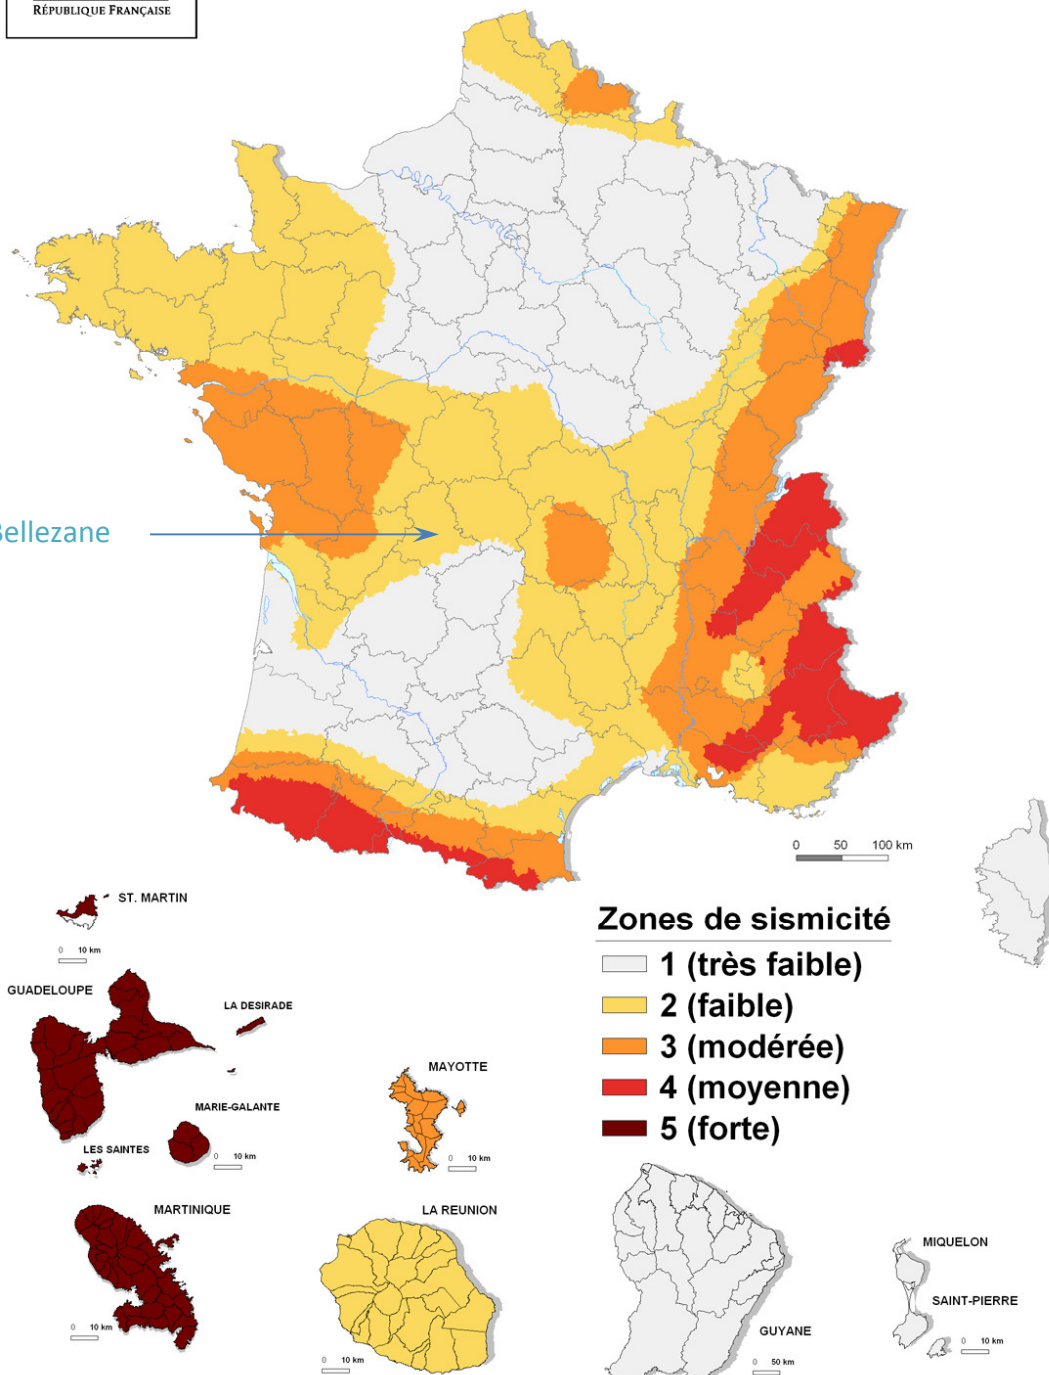 RÉPUBLIQUE FRANÇAISE
Bellezane
0 50 100 km
ST. MARTIN
0 10 km
GUADELOUPE
LA DESIRADE
MARIE-GALANTE
0 10 km
LES SAINTES
MAYOTTE
0 10 km
Zones de sismicité
1 (très faible)
2 (faible)
3 (modérée)
4 (moyenne)
5 (forte)
MARTINIQUE
0 10 km
LA REUNION
0 10 km
GUYANE
0 50 km
MIQUELON
SAINT-PIERRE
0 10 km